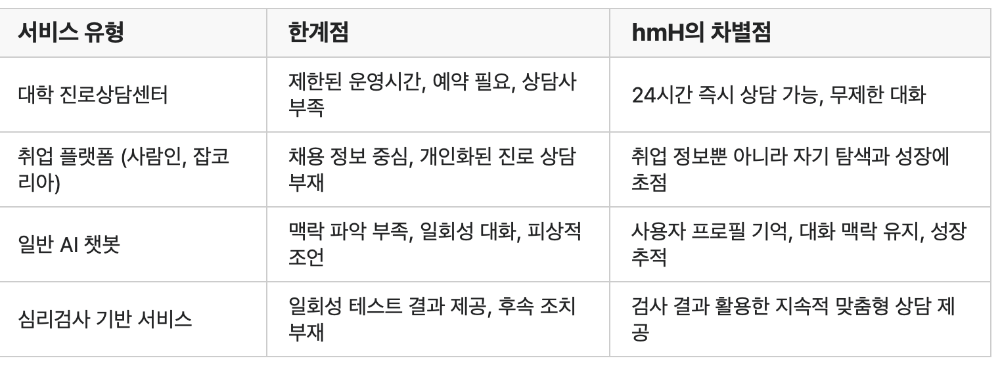 서비스 유형
한계점
hmH의 차별점
대학 진로상담센터
제한된 운영시간, 예약 필요, 상담사
부족
24시간 즉시 상담 가능, 무제한 대화
취업 플랫폼 (사람인, 잡코
리아)
채용 정보 중심, 개인화된 진로 상담
부재
취업 정보뿐 아니라 자기 탐색과 성장에
초점
일반 AI 챗봇
맥락 파악 부족, 일회성 대화, 피상적
조언
사용자 프로필 기억, 대화 맥락 유지, 성장
추적
심리검사 기반 서비스
일회성 테스트 결과 제공, 후속 조치
부재
검사 결과 활용한 지속적 맞춤형 상담 제
공